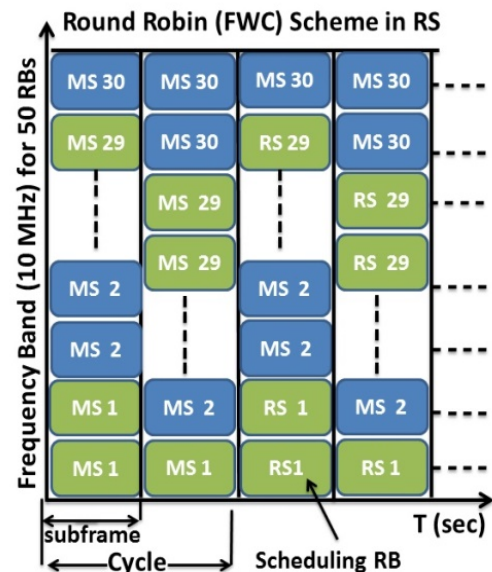 Round Robin (FWC) Scheme in RS
Frequency Band (10 MHz) for 50 RBs
MS 30 MS 30 MS 30 MS 30
MS 29 MS 30 RS 29 MS 30
MS 29 RS 29
MS 29 RS 29
MS 2 MS 2
MS 2 MS 2
MS 1 MS 2 RS 1 MS 2
MS 1 MS 1 RS1 RS 1
T (sec)
subframe
Cycle
Scheduling RB